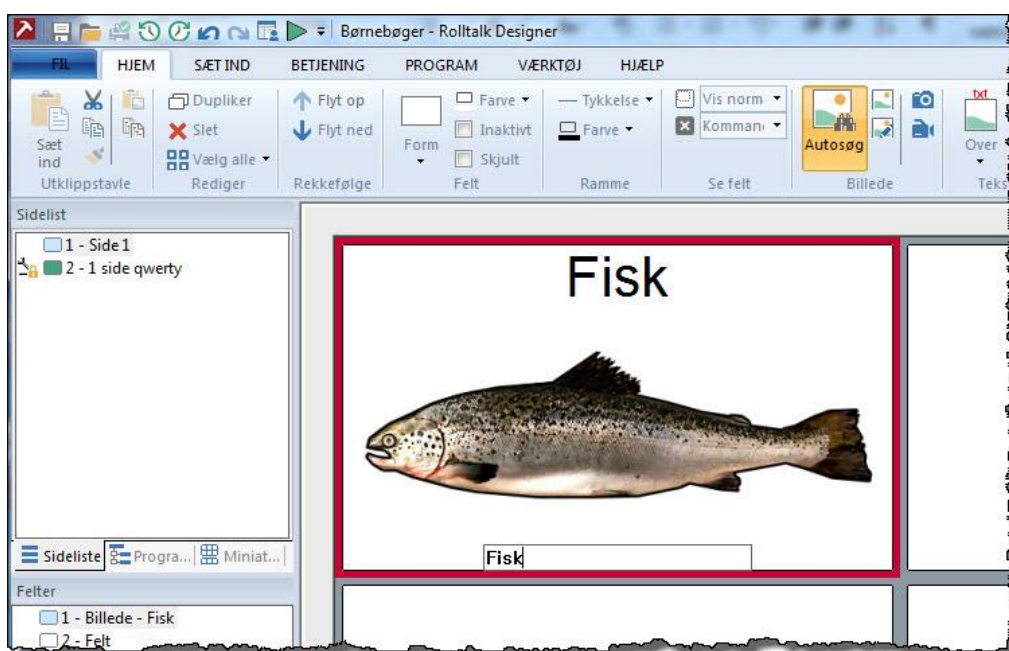 Børnebøger - Rolltalk Designer
FIL HJEM SÆT IND BETJENING PROGRAM VÆRKTØJ HJÆLP
Sæt ind
Dupliker
Slet
Vælg alle
Flyt op
Flyt ned
Form
Farve
Inaktivt
Skjult
Tykkelse
Farve
Vis norm
Komman
Autosøg
txt
Over
Utklippstavle Rediger Rekkefølge Felt Ramme Se felt Billede Teks
Sidelist
1 - Side 1
2 - 1 side qwerty
Sideliste Progra... Miniat...
Felter
1 - Billede - Fisk
2 - Felt
Fisk
Fisk